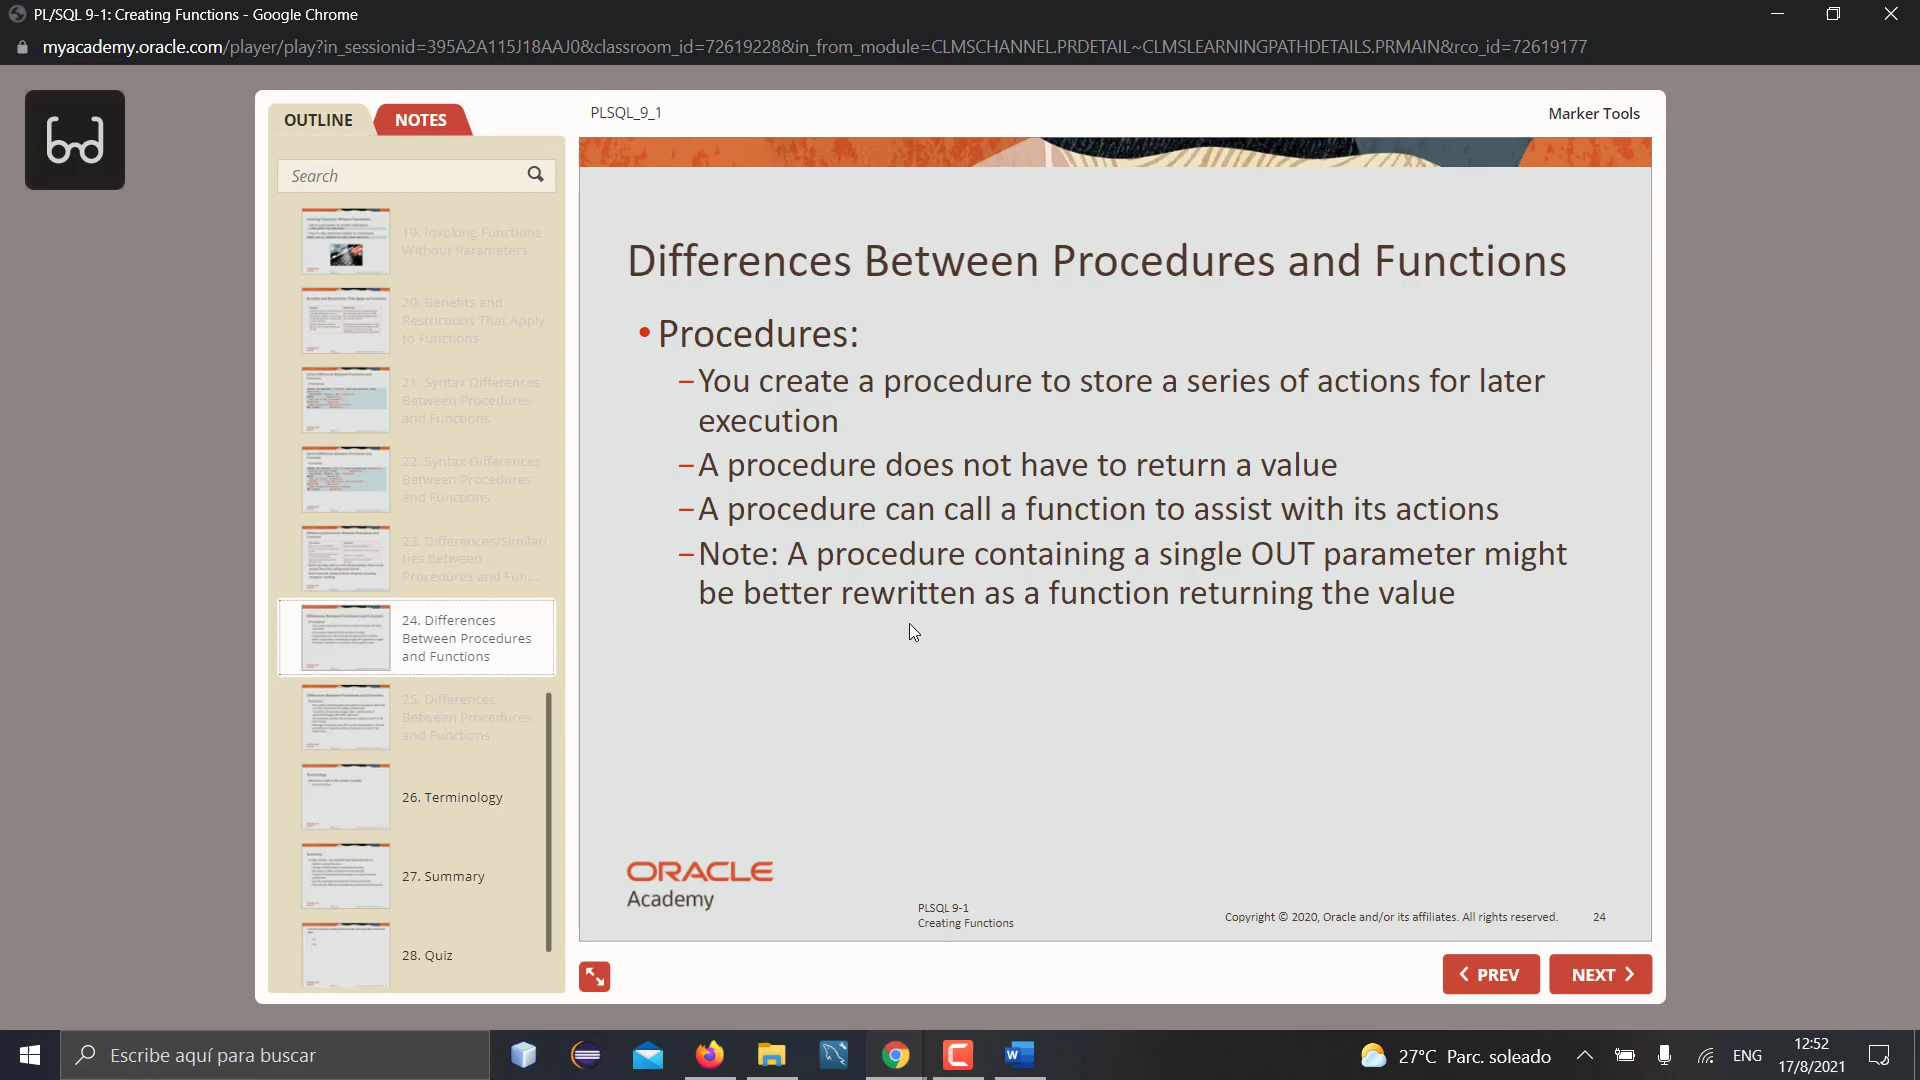 PL/SQL 9-1: Creating Functions - Google Chrome
myacademy.oracle.com/player/play?in_sessionid=395A2A115J18AAJ0&classroom_id=72619228&in_from_module=CLMSCHANNEL.PRDETAIL~CLMSLEARNINGPATHDETAILS.PRMAIN&rco_id=72619177
OUTLINE
NOTES
PLSQL_9_1
Marker Tools
Search
19. Invoking Functions
Without Parameters
20. Benefits and
Restrictions That Apply
to Functions
21. Syntax Differences
Between Procedures
and Functions
22. Syntax Differences
Between Procedures
and Functions
23. Differences/Similari
ties Between
Procedures and Fun...
24. Differences
Between Procedures
and Functions
25. Differences
Between Procedures
and Functions
26. Terminology
27. Summary
28. Quiz
Differences Between Procedures and Functions
• Procedures:
–You create a procedure to store a series of actions for later
execution
–A procedure does not have to return a value
–A procedure can call a function to assist with its actions
–Note: A procedure containing a single OUT parameter might
be better rewritten as a function returning the value
ORACLE
Academy
PLSQL 9-1
Creating Functions
Copyright © 2020, Oracle and/or its affiliates. All rights reserved.
24
PREV
NEXT
Escribe aquí para buscar
27°C Parc. soleado
ENG
12:52
17/8/2021